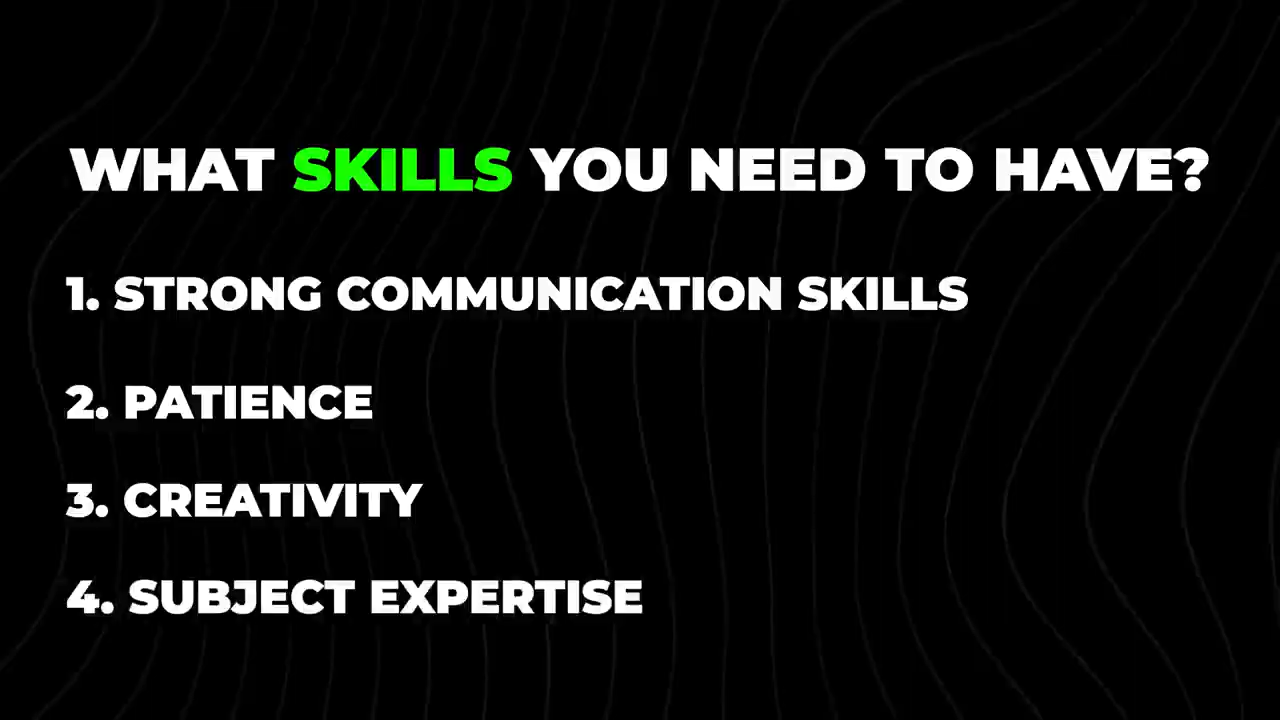 WHAT SKILLS YOU NEED TO HAVE?
1. STRONG COMMUNICATION SKILLS
2. PATIENCE
3. CREATIVITY
4. SUBJECT EXPERTISE